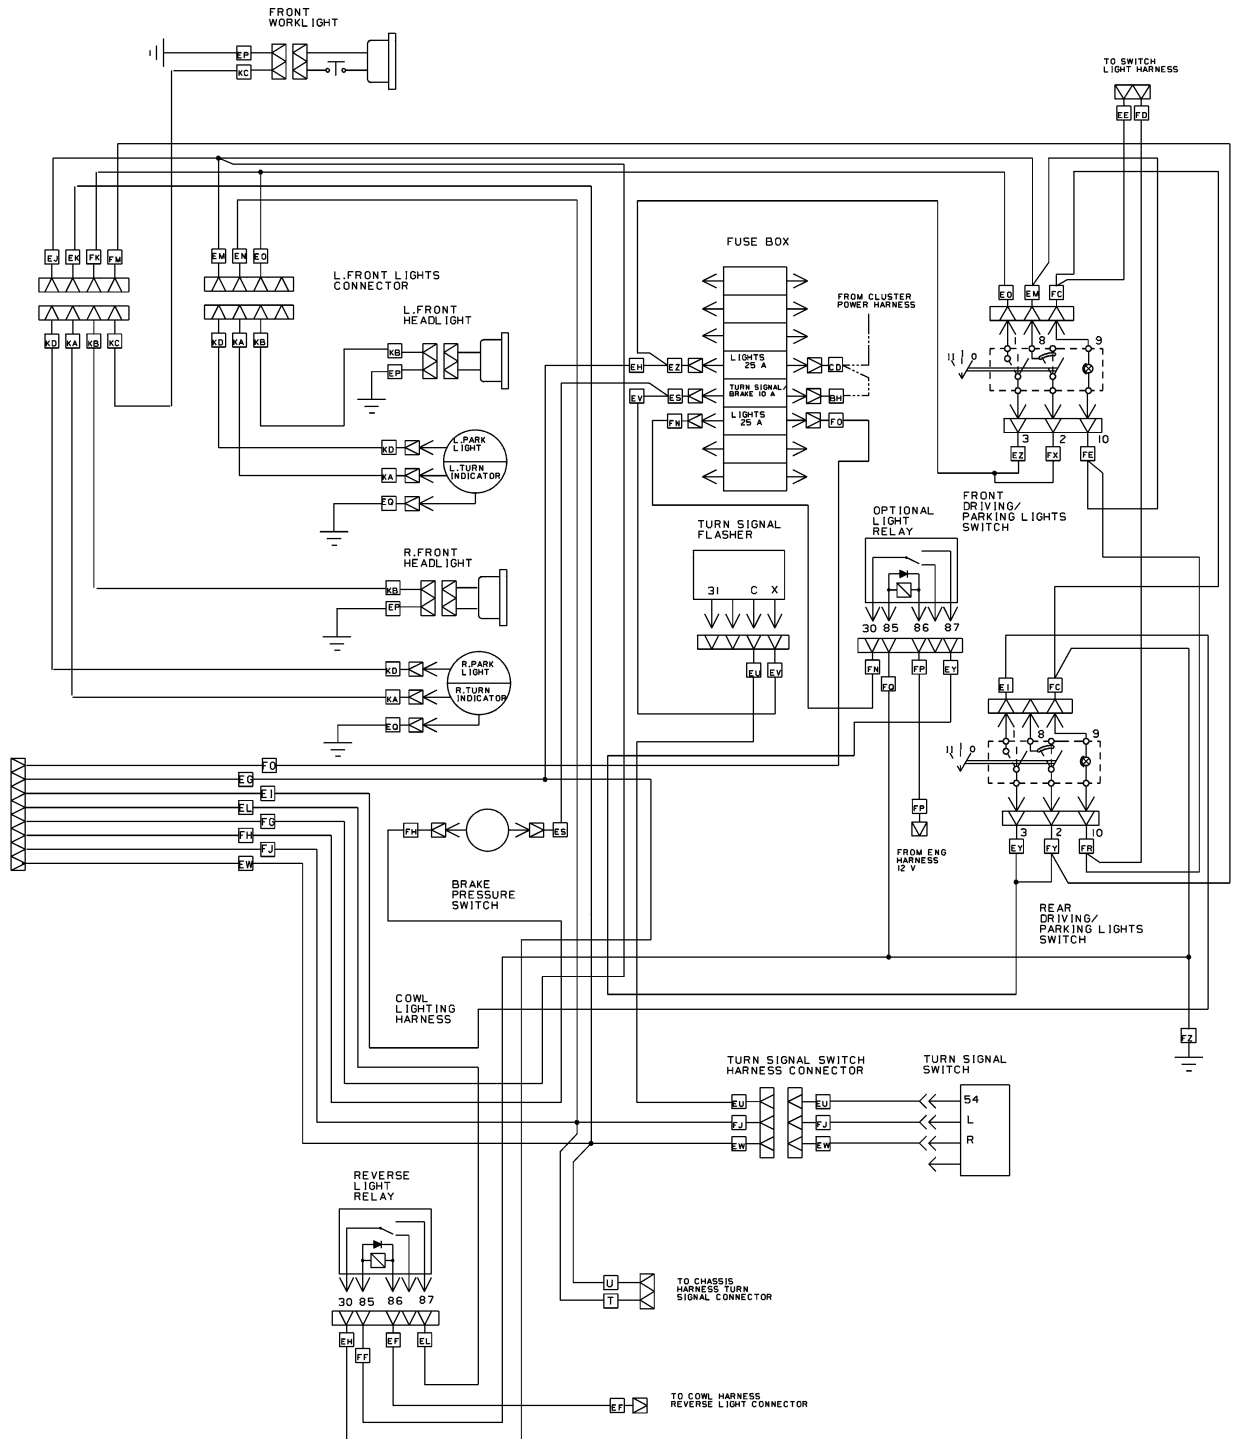 FRONT
WORKLIGHT
EP
KC
TO SWITCH
LIGHT HARNESS
EE FD
EJ EK FK FM
EM EN EO
FUSE BOX
L.FRONT LIGHTS
CONNECTOR
L.FRONT
HEADLIGHT
FROM CLUSTER
POWER HARNESS
EO EM FC
KD KA KB KC
KD KA KB
KB
EP
EH EZ
LIGHTS
25 A
ED
EV ES
TURN SIGNAL/
BRAKE 10 A
BH
FN
LIGHTS
25 A
FO
8 9
1 0
3 2 10
EZ FX FE
KD
L.PARK
LIGHT
KA
L.TURN
INDICATOR
EQ
FRONT
DRIVING/
PARKING LIGHTS
SWITCH
TURN SIGNAL
FLASHER
OPTIONAL
LIGHT
RELAY
R.FRONT
HEADLIGHT
KB
EP
31 C X
30 85 86 87
EU EV
FN FQ FP EY
KD
R.PARK
LIGHT
KA
R.TURN
INDICATOR
EQ
EI FC
8 9
1 0
3 2 10
EY FY FR
FO
EG
EI
EL
FG
FH
FJ
EW
FH ES
BRAKE
PRESSURE
SWITCH
FP
FROM ENG
HARNESS
12 V
REAR
DRIVING/
PARKING LIGHTS
SWITCH
COWL
LIGHTING
HARNESS
FZ
TURN SIGNAL SWITCH
HARNESS CONNECTOR
TURN SIGNAL
SWITCH
EU EU 54
FJ FJ L
EW EW R
REVERSE
LIGHT
RELAY
30 85 86 87
EH FF EF EL
U
T
TO CHASSIS
HARNESS TURN
SIGNAL CONNECTOR
EF
TO COWL HARNESS
REVERSE LIGHT CONNECTOR